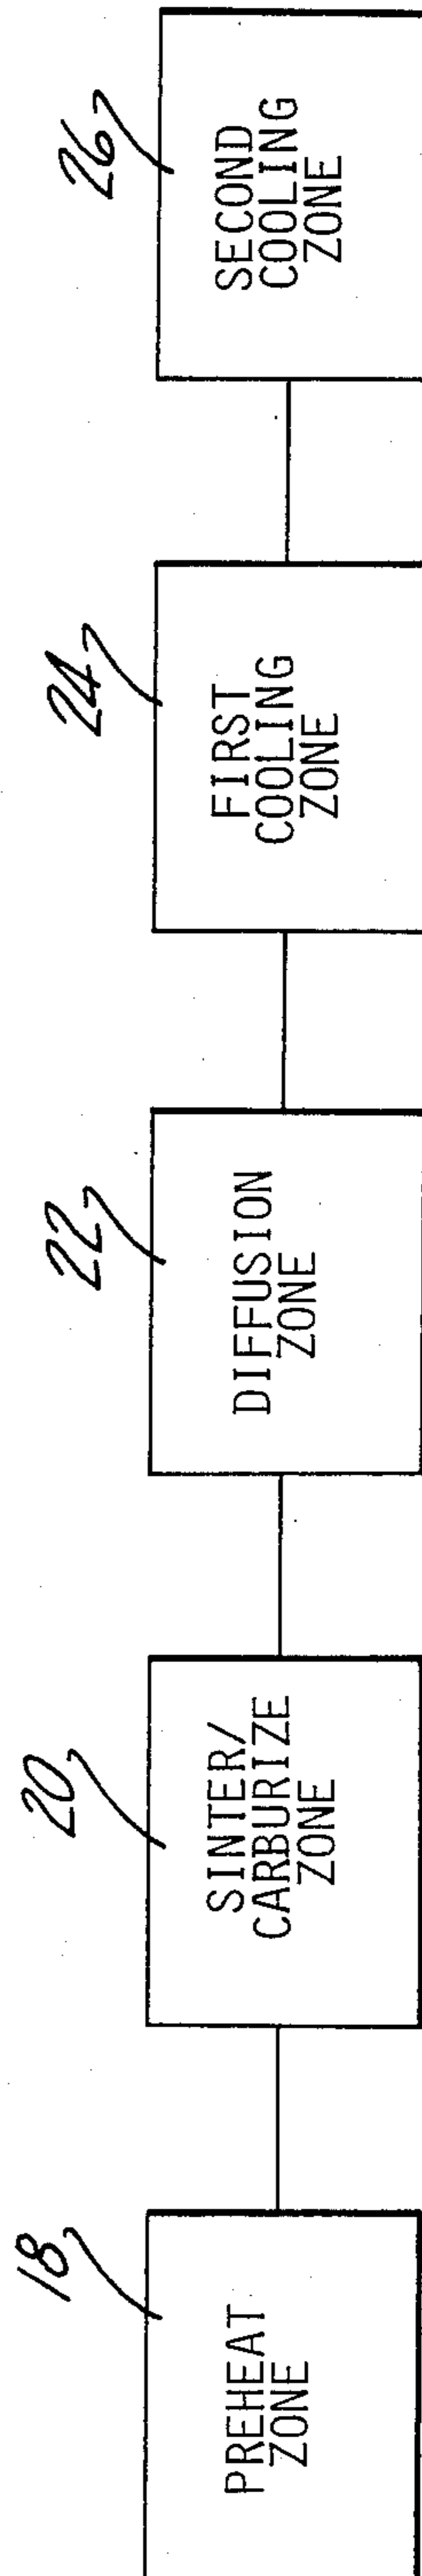 18
PREHEAT
ZONE
20
SINTER/
CARBURIZE
ZONE
22
DIFFUSION
ZONE
24
FIRST
COOLING
ZONE
26
SECOND
COOLING
ZONE